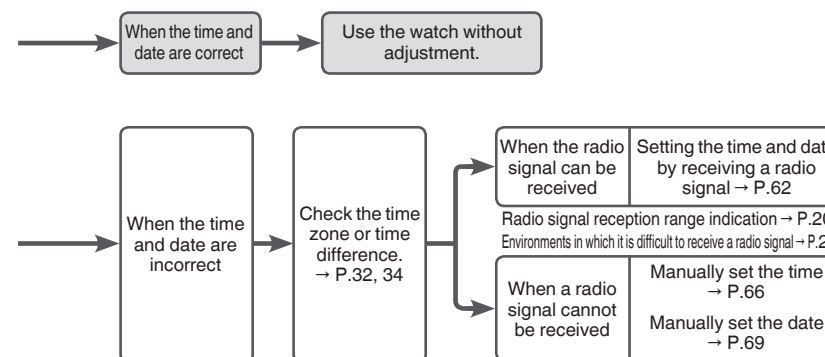 When the time and
date are correct
Use the watch without
adjustment.
When the time
and date are
incorrect
Check the time
zone or time
difference.
→ P.32, 34
When the radio
signal can be
received
Setting the time and
by receiving a radio
signal → P.62
Radio signal reception range indication →
Environments in which it is difficult to receive a radio signal →
When a radio
signal cannot
be received
Manually set the time
→ P.66
Manually set the date
→ P.69